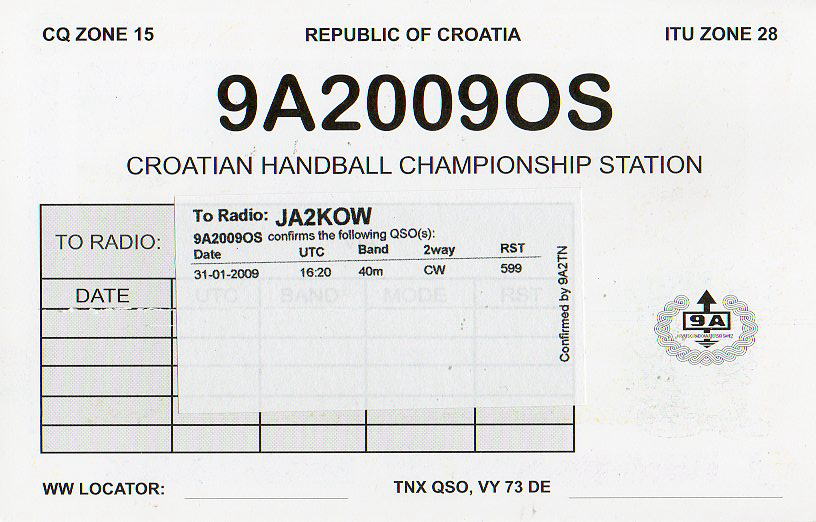 CQ ZONE 15 REPUBLIC OF CROATIA ITU ZONE 28
9A2009OS
CROATIAN HANDBALL CHAMPIONSHIP STATION
TO RADIO:
To Radio: JA2KOW
9A2009OS confirms the following QSO(s):
Date UTC Band 2way RST
31-01-2009 16:20 40m CW 599
Confirmed by 9A2TN
DATE UTC BAND MODE RST
9A
WW LOCATOR: TNX QSO, VY 73 DE